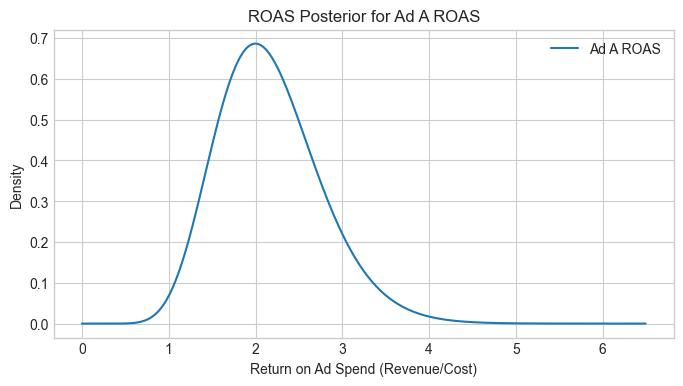 ROAS Posterior for Ad A ROAS
Ad A ROAS
0.7
0.6
0.5
0.4
0.3
0.2
0.1
0.0
Density
0 1 2 3 4 5 6
Return on Ad Spend (Revenue/Cost)